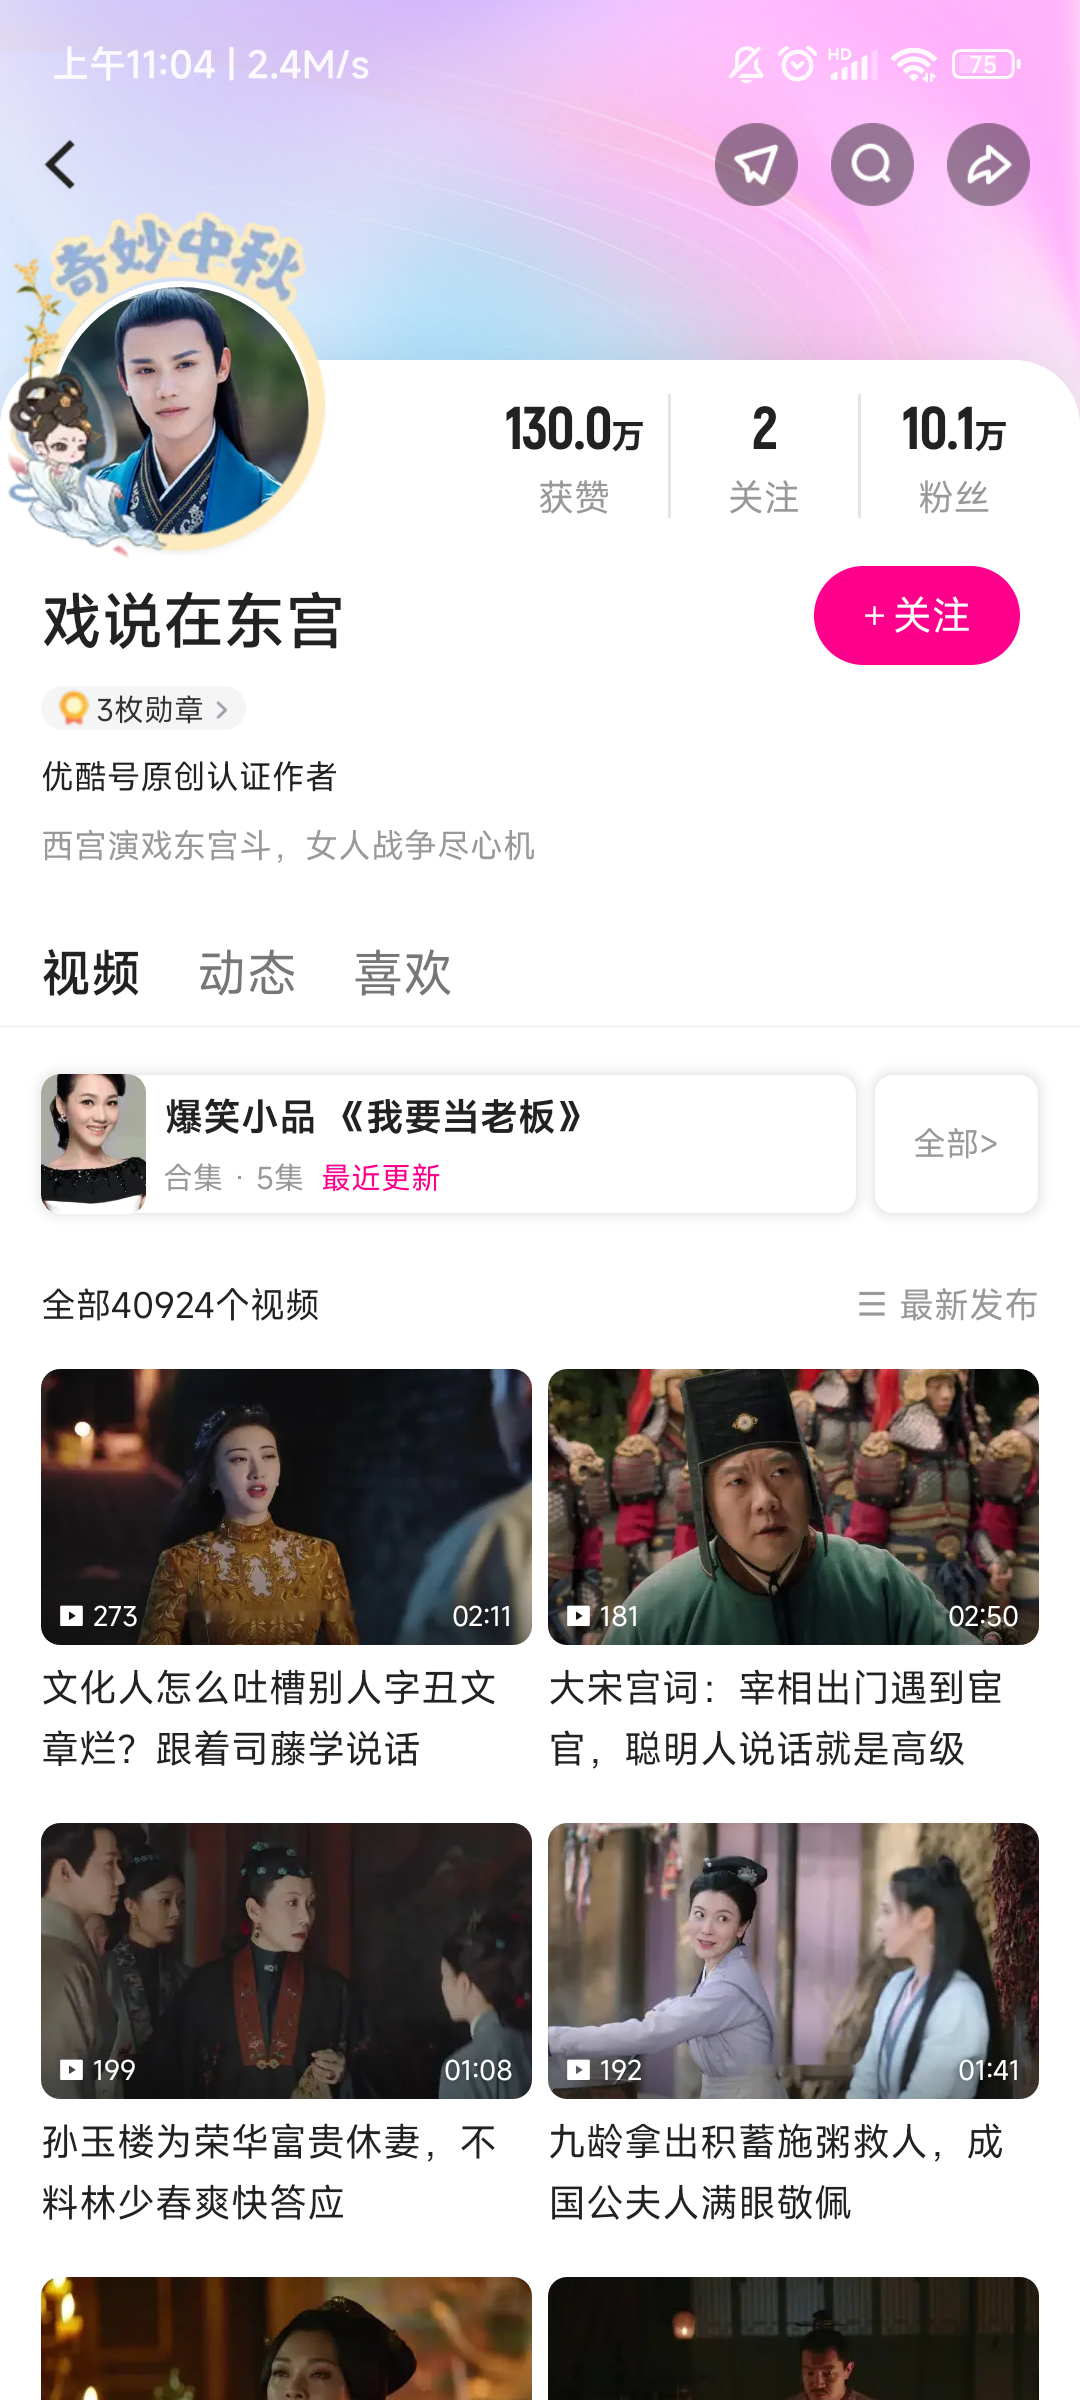 上午11:04 | 2.4M/s
HD
75
奇妙中秋
130.0万
2
10.1万
获赞
关注
粉丝
戏说在东宫
+ 关注
3枚勋章 >
优酷号原创认证作者
西宫演戏东宫斗，女人战争尽心机
视频
动态
喜欢
爆笑小品 《我要当老板》
合集 · 5集 最近更新
全部>
全部40924个视频
最新发布
273
02:11
181
02:50
文化人怎么吐槽别人字丑文
章烂？跟着司藤学说话
大宋宫词：宰相出门遇到宦
官，聪明人说话就是高级
199
01:08
192
01:41
孙玉楼为荣华富贵休妻，不
料林少春爽快答应
九龄拿出积蓄施粥救人，成
国公夫人满眼敬佩